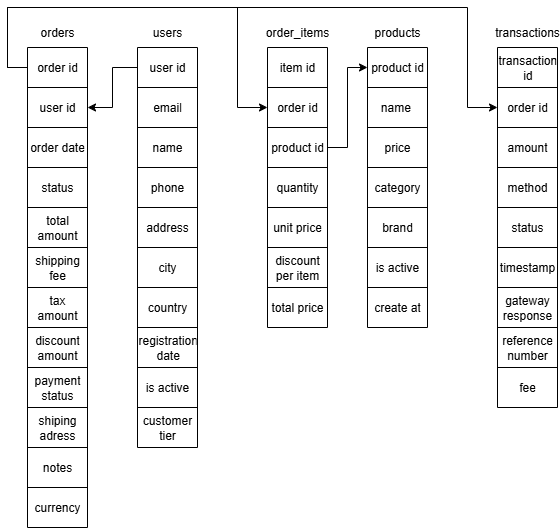 orders
order id
user id
order date
status
total
amount
shipping
fee
tax
amount
discount
amount
payment
status
shiping
adress
notes
currency
users
user id
email
name
phone
address
city
country
registration
date
is active
customer
tier
order_items
item id
order id
product id
quantity
unit price
discount
per item
total price
products
product id
name
price
category
brand
is active
create at
transactions
transaction
id
order id
amount
method
status
timestamp
gateway
response
reference
number
fee